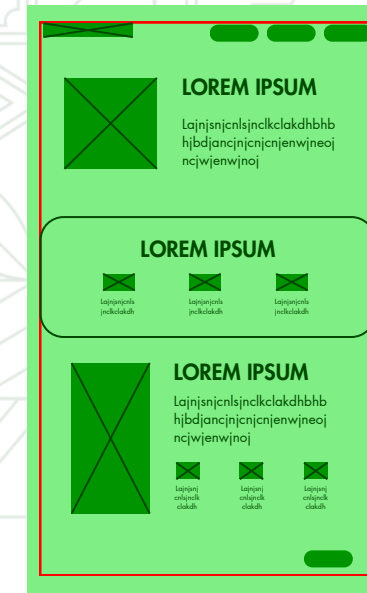 LOREM IPSUM
Lajnjsnjcnlsjnclkclakdhbhb
hjbdjancjnjcnjcnjenwjneoj
ncjwjenwjnoj
LOREM IPSUM
Lajnjsnjcnls
jnclkclakdh
Lajnjsnjcnls
jnclkclakdh
Lajnjsnjcnls
jnclkclakdh
LOREM IPSUM
Lajnjsnjcnlsjnclkclakdhbhb
hjbdjancjnjcnjcnjenwjneoj
ncjwjenwjnoj
Lajnjsnj
cnlsjnclk
clakdh
Lajnjsnj
cnlsjnclk
clakdh
Lajnjsnj
cnlsjnclk
clakdh